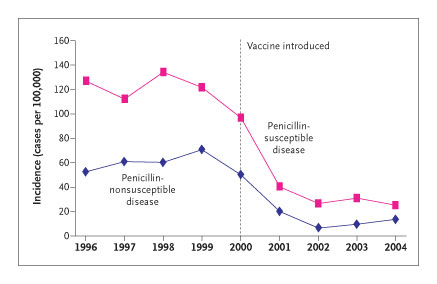 160
140
120
100
80
60
40
20
0
Incidence (cases per 100,000)
Vaccine introduced
Penicillin-
susceptible
disease
Penicillin-
nonsusceptible
disease
1996 1997 1998 1999 2000 2001 2002 2003 2004